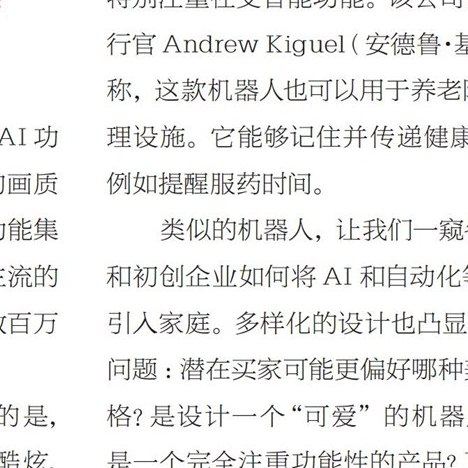 AI 功
画质
能集
主流的
百万
的是，
酷炫，
特别注重在交智能功能。该公司
行官 Andrew Kiguel（安德鲁·基
称，这款机器人也可以用于养老
理设施。它能够记住并传递健康
例如提醒服药时间。
类似的机器人，让我们一窥
和初创企业如何将 AI 和自动化
引入家庭。多样化的设计也凸显
问题：潜在买家可能更偏好哪种
格？是设计一个“可爱”的机器
是一个完全注重功能性的产品？